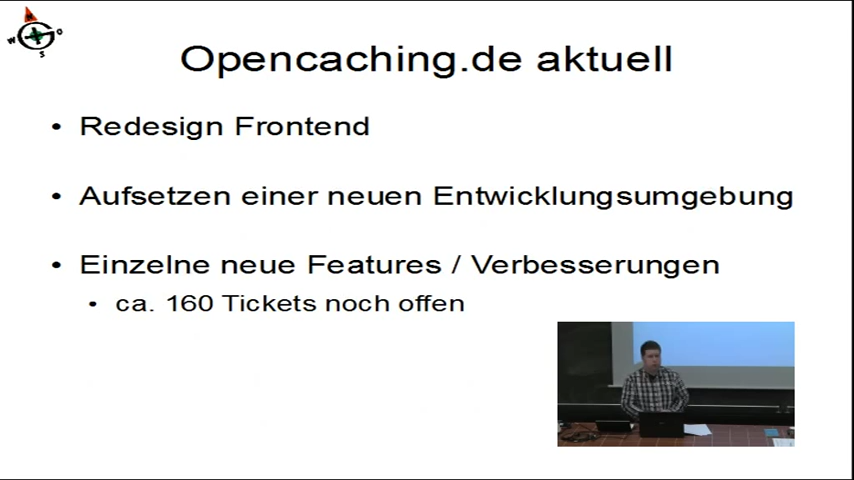 W O
S
Opencaching.de aktuell
• Redesign Frontend
• Aufsetzen einer neuen Entwicklungsumgebung
• Einzelne neue Features / Verbesserungen
• ca. 160 Tickets noch offen